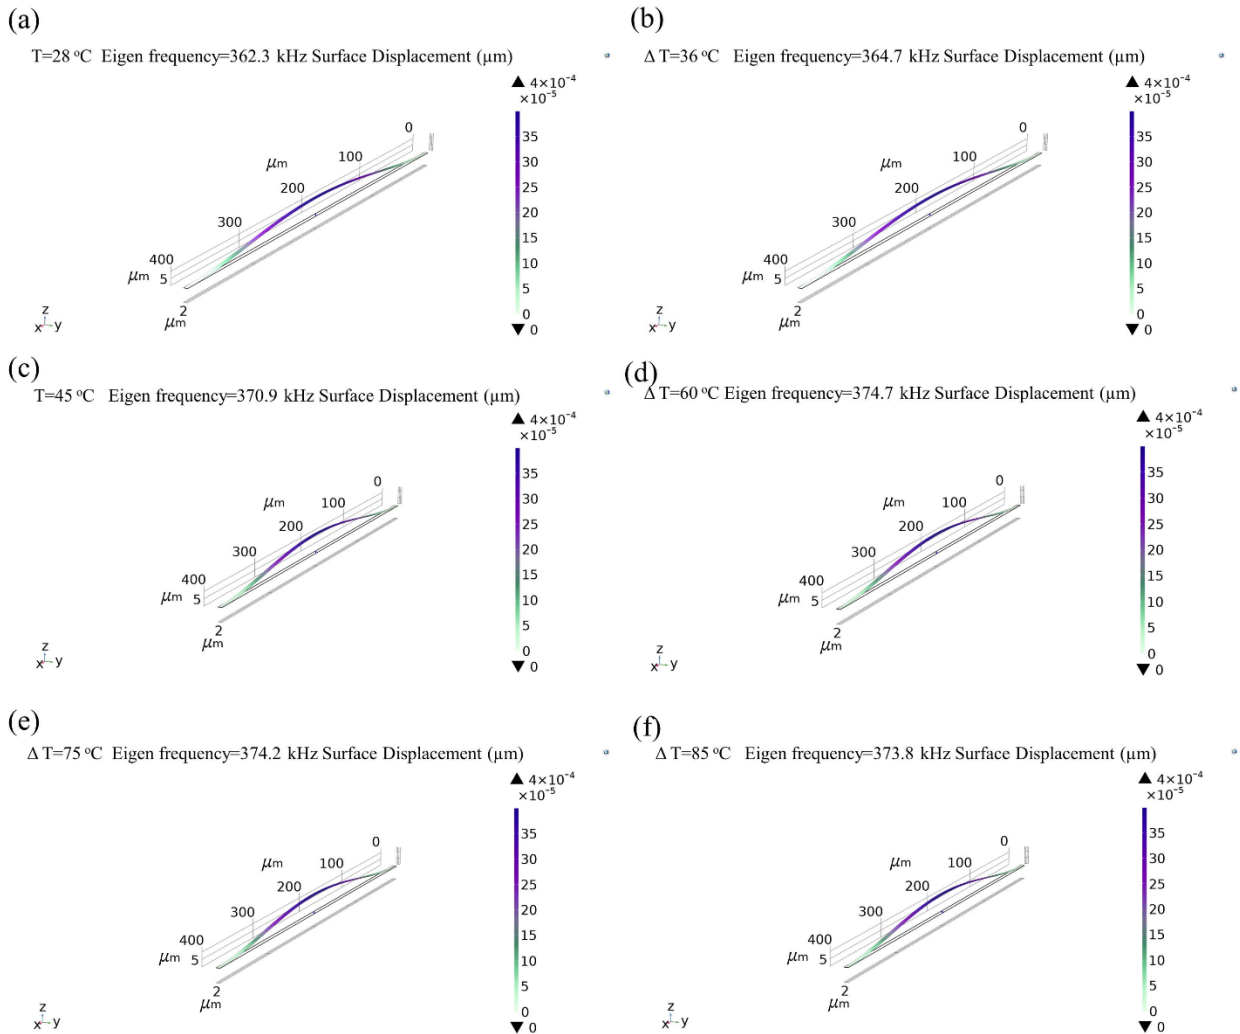 (a)
T=28 °C Eigen frequency=362.3 kHz Surface Displacement (µm)
4×10⁻⁴
×10⁻⁵
35
30
25
20
15
10
5
0
0
0
100
µm
200
300
400
µm 5
2
µm
z
x y
(b)
Δ T=36 °C Eigen frequency=364.7 kHz Surface Displacement (µm)
4×10⁻⁴
×10⁻⁵
35
30
25
20
15
10
5
0
0
0
100
µm
200
300
400
µm 5
2
µm
z
x y
(c)
T=45 °C Eigen frequency=370.9 kHz Surface Displacement (µm)
4×10⁻⁴
×10⁻⁵
35
30
25
20
15
10
5
0
0
0
µm 100
200
300
400
µm 5
2
µm
z
x y
(d)
Δ T=60 °C Eigen frequency=374.7 kHz Surface Displacement (µm)
4×10⁻⁴
×10⁻⁵
35
30
25
20
15
10
5
0
0
0
µm 100
200
300
400
µm 5
2
µm
z
x y
(e)
Δ T=75 °C Eigen frequency=374.2 kHz Surface Displacement (µm)
4×10⁻⁴
×10⁻⁵
35
30
25
20
15
10
5
0
0
0
µm 100
200
300
400
µm 5
2
µm
z
x y
(f)
Δ T=85 °C Eigen frequency=373.8 kHz Surface Displacement (µm)
4×10⁻⁴
×10⁻⁵
35
30
25
20
15
10
5
0
0
0
µm 100
200
300
400
µm 5
2
µm
z
x y